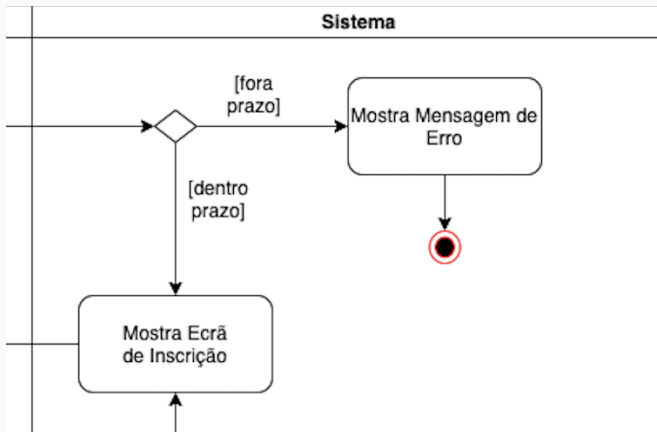 Sistema
[fora
prazo]
Mostra Mensagem de
Erro
[dentro
prazo]
Mostra Ecrã
de Inscrição